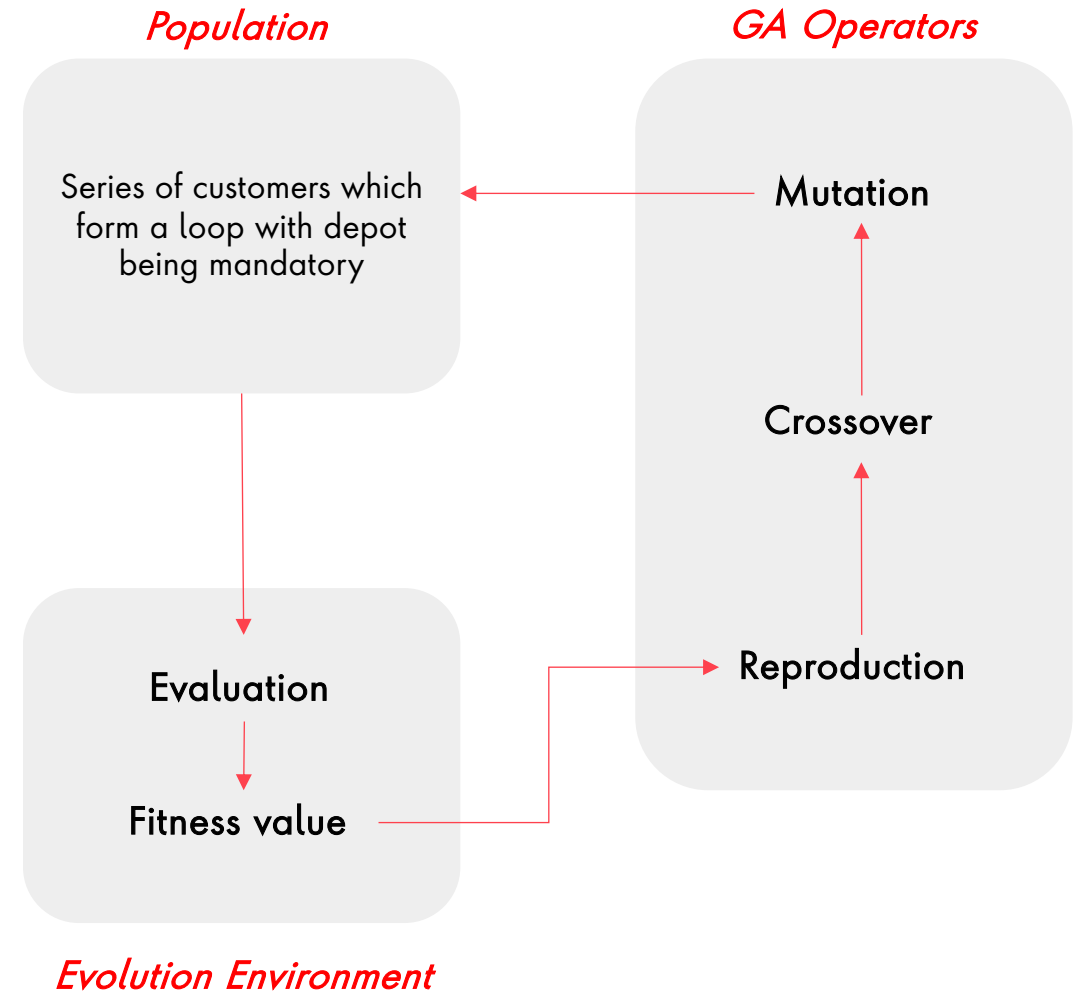 Population
Series of customers which
form a loop with depot
being mandatory
Evaluation
Fitness value
Evolution Environment
GA Operators
Mutation
Crossover
Reproduction